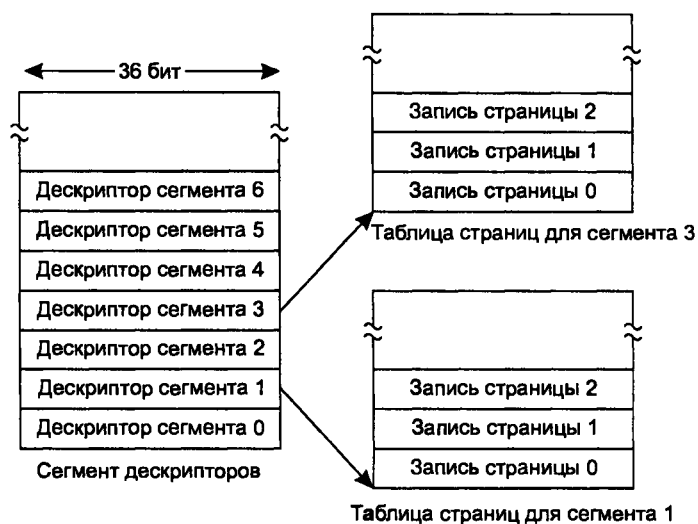 36 бит
Дескриптор сегмента 6
Дескриптор сегмента 5
Дескриптор сегмента 4
Дескриптор сегмента 3
Дескриптор сегмента 2
Дескриптор сегмента 1
Дескриптор сегмента 0
Сегмент дескрипторов
Запись страницы 2
Запись страницы 1
Запись страницы 0
Таблица страниц для сегмента 3
Запись страницы 2
Запись страницы 1
Запись страницы 0
Таблица страниц для сегмента 1